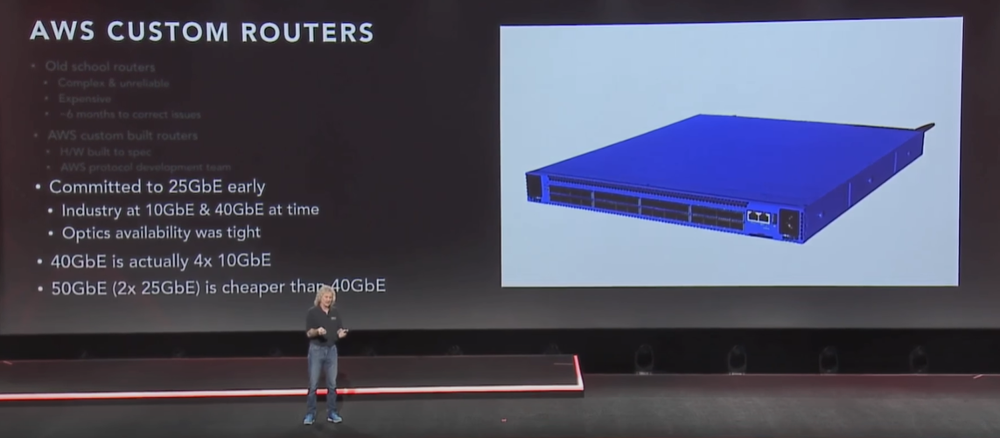 AWS CUSTOM ROUTERS
• Old school routers
• Complex & unreliable
• Expensive
• ~6 months to correct issues
• AWS custom built routers
• H/W built to spec
• AWS protocol development team
• Committed to 25GbE early
• Industry at 10GbE & 40GbE at time
• Optics availability was tight
• 40GbE is actually 4x 10GbE
• 50GbE (2x 25GbE) is cheaper than 40GbE